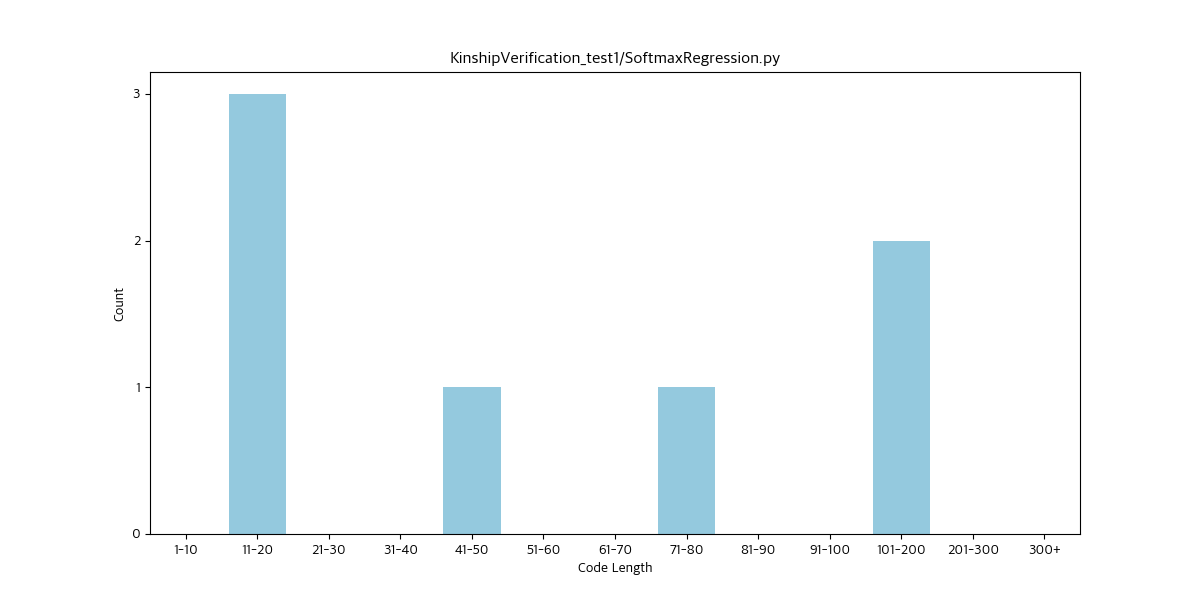 KinshipVerification_test1/SoftmaxRegression.py
3
2
1
0
Count
1-10 11-20 21-30 31-40 41-50 51-60 61-70 71-80 81-90 91-100 101-200 201-300 300+
Code Length